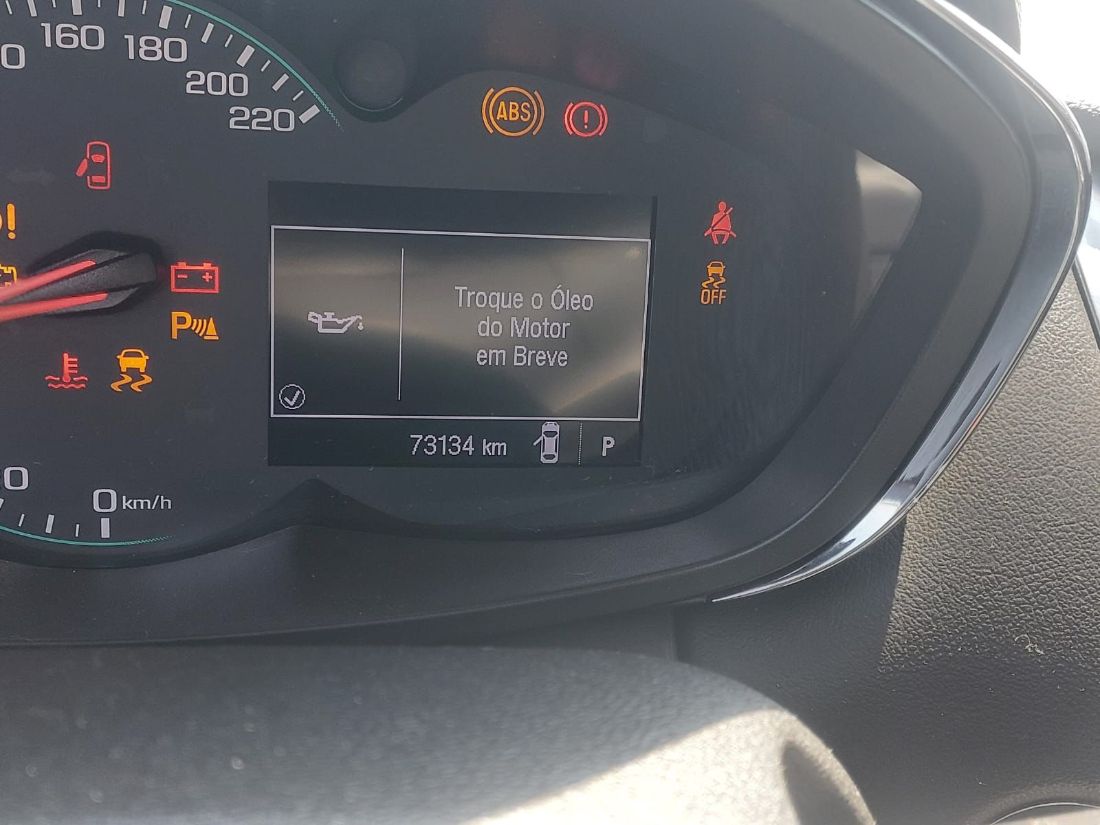 160
180
200
220
ABS
OFF
P
Troque o Óleo
do Motor
em Breve
73134 km
P
0 km/h